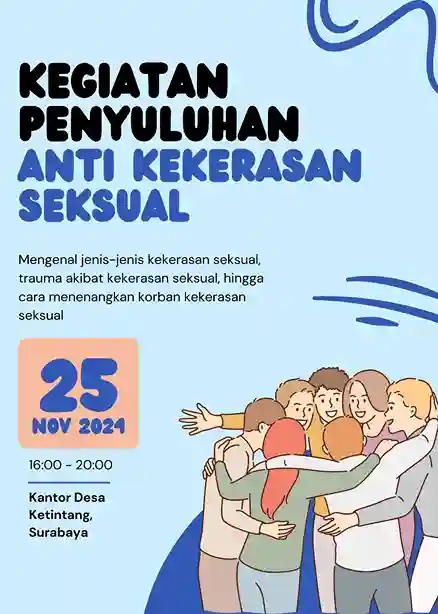 KEGIATAN
PENYULUHAN
ANTI KEKERASAN
SEKSUAL
Mengenal jenis-jenis kekerasan seksual,
trauma akibat kekerasan seksual, hingga
cara menenangkan korban kekerasan
seksual
25
NOV 2024
16:00 - 20:00
Kantor Desa
Ketintang,
Surabaya